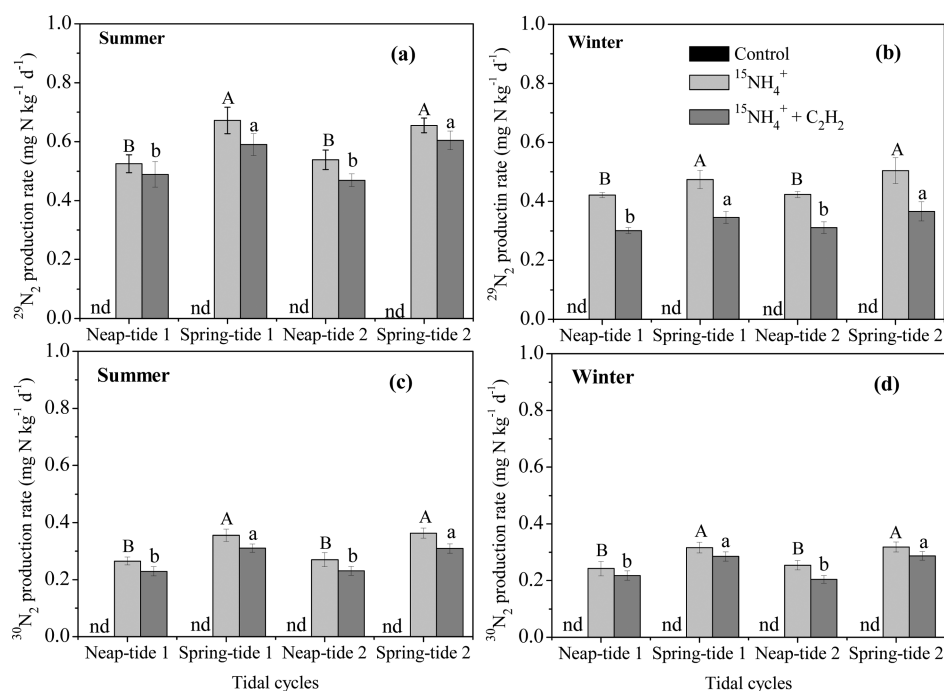 Summer
(a)
²⁹N₂ production rate (mg N kg⁻¹ d⁻¹)
1.0
0.8
0.6
0.4
0.2
0.0
B
b
A
a
B
b
A
a
nd
nd
nd
nd
Neap-tide 1 Spring-tide 1 Neap-tide 2 Spring-tide 2
Winter
(b)
Control
¹⁵NH₄⁺
¹⁵NH₄⁺ + C₂H₂
²⁹N₂ productin rate (mg N kg⁻¹ d⁻¹)
1.0
0.8
0.6
0.4
0.2
0.0
B
b
A
a
B
b
A
a
nd
nd
nd
nd
Neap-tide 1 Spring-tide 1 Neap-tide 2 Spring-tide 2
Summer
(c)
³⁰N₂ production rate (mg N kg⁻¹ d⁻¹)
1.0
0.8
0.6
0.4
0.2
0.0
B
b
A
a
B
b
A
a
nd
nd
nd
nd
Neap-tide 1 Spring-tide 1 Neap-tide 2 Spring-tide 2
Tidal cycles
Winter
(d)
³⁰N₂ production rate (mg N kg⁻¹ d⁻¹)
1.0
0.8
0.6
0.4
0.2
0.0
B
b
A
a
B
b
A
a
nd
nd
nd
nd
Neap-tide 1 Spring-tide 1 Neap-tide 2 Spring-tide 2
Tidal cycles